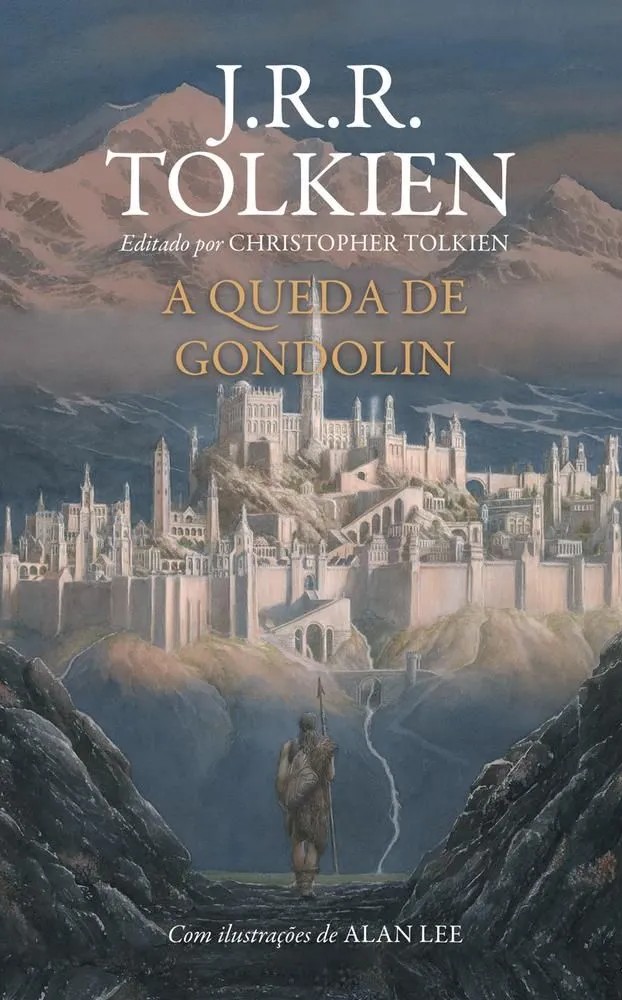 J.R.R.
TOLKIEN
Editado por CHRISTOPHER TOLKIEN
A QUEDA DE
GONDOLIN
Com ilustrações de ALAN LEE